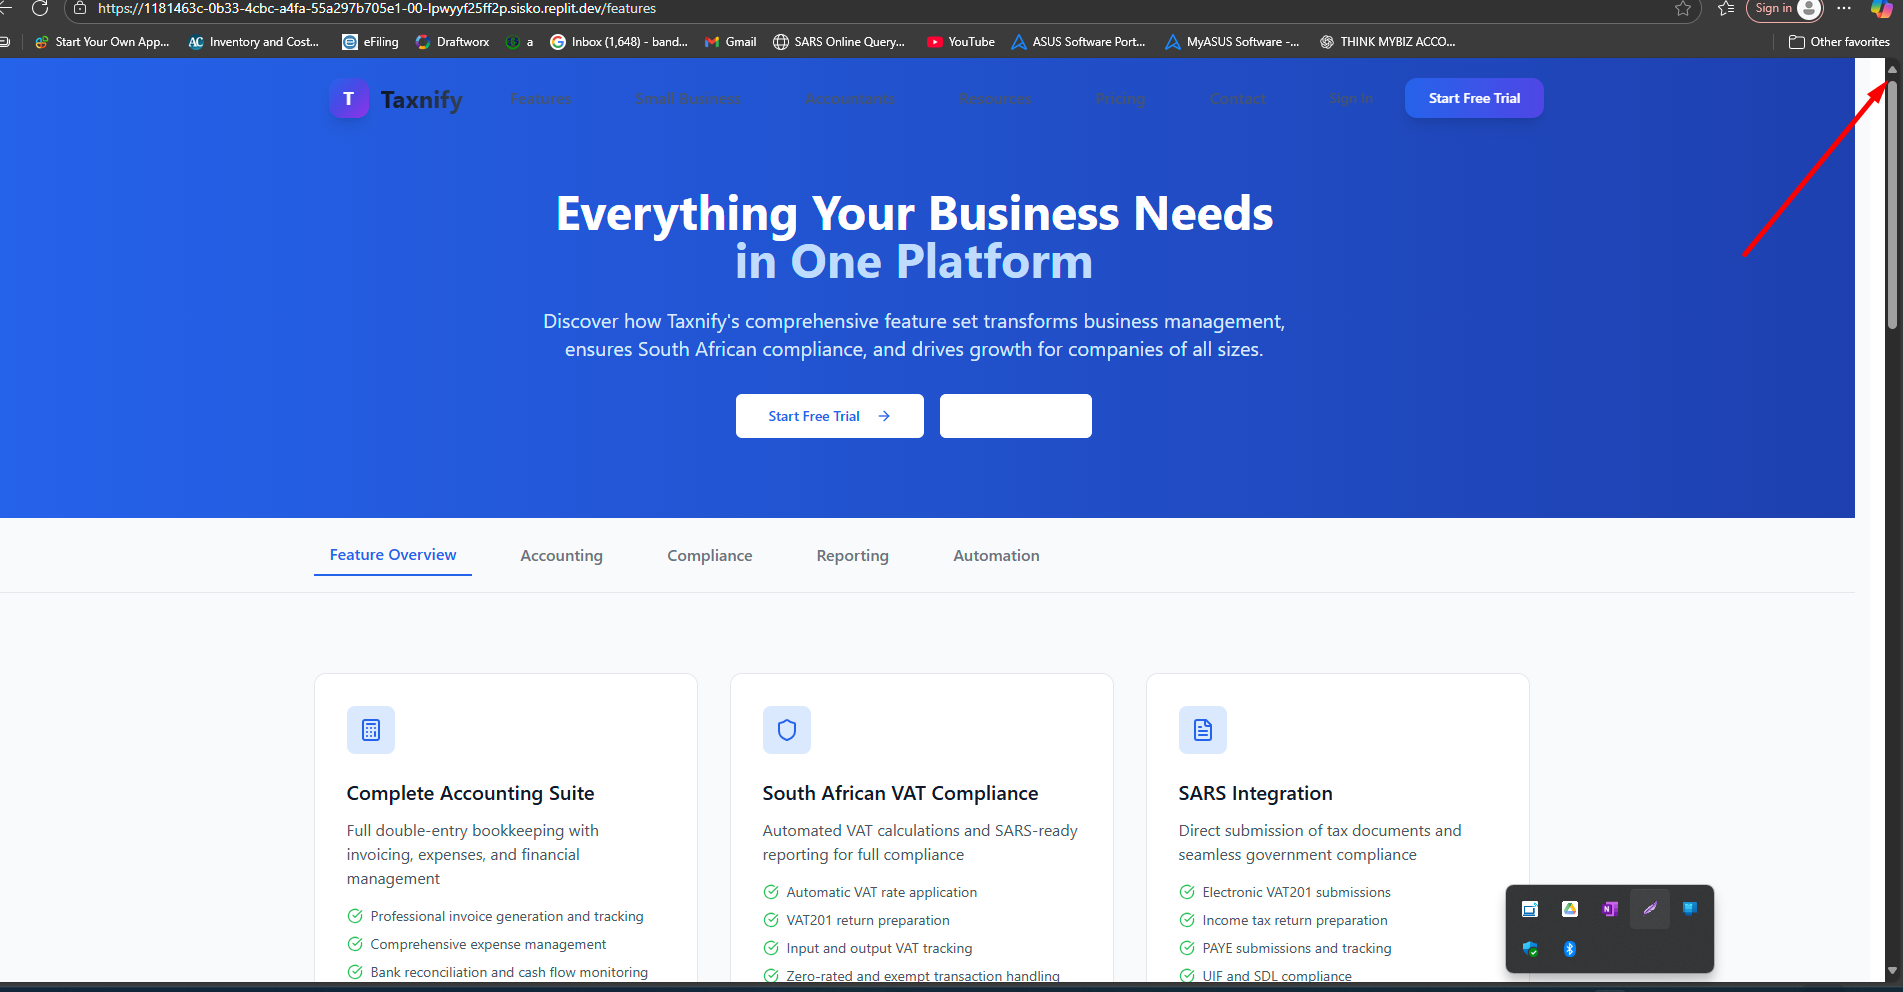 https://1181463c-0b33-4cbc-a4fa-55a297b705e1-00-lpwyyf25ff2p.sisko.replit.dev/features
Sign in
Start Your Own App...
AC Inventory and Cost...
eFiling
Draftworx
a
Inbox (1,648) - band...
Gmail
SARS Online Query...
YouTube
ASUS Software Port...
MyASUS Software -...
THINK MYBIZ ACCO...
Other favorites
T Taxnify
Features
Small Business
Accountants
Resources
Pricing
Contact
Sign In
Start Free Trial
Everything Your Business Needs
in One Platform
Discover how Taxnify's comprehensive feature set transforms business management,
ensures South African compliance, and drives growth for companies of all sizes.
Start Free Trial
Feature Overview
Accounting
Compliance
Reporting
Automation
Complete Accounting Suite
Full double-entry bookkeeping with
invoicing, expenses, and financial
management
Professional invoice generation and tracking
Comprehensive expense management
Bank reconciliation and cash flow monitoring
South African VAT Compliance
Automated VAT calculations and SARS-ready
reporting for full compliance
Automatic VAT rate application
VAT201 return preparation
Input and output VAT tracking
Zero-rated and exempt transaction handling
SARS Integration
Direct submission of tax documents and
seamless government compliance
Electronic VAT201 submissions
Income tax return preparation
PAYE submissions and tracking
UIF and SDL compliance